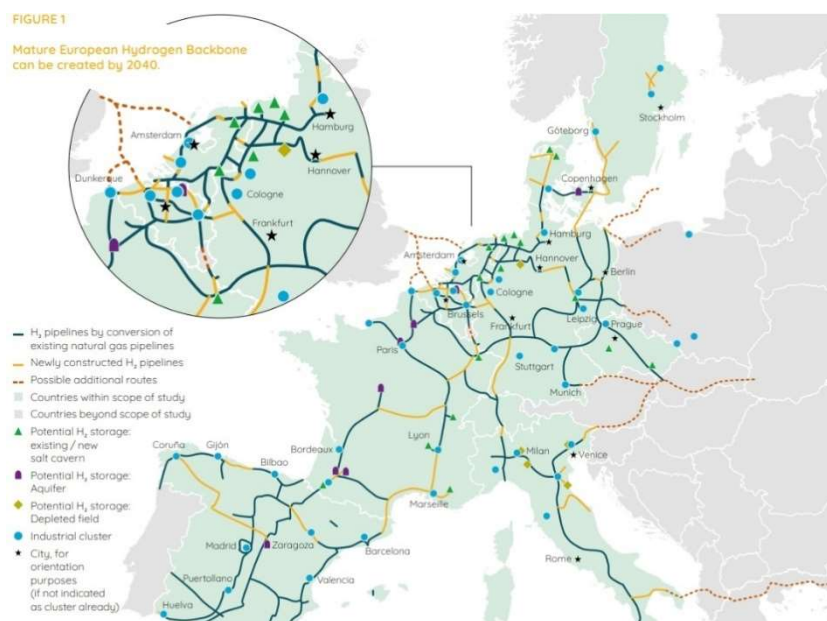 FIGURE 1
Mature European Hydrogen Backbone
can be created by 2040.
Amsterdam
Hamburg
Dunkerque
Hannover
Cologne
Frankfurt
Stockholm
Göteborg
Copenhagen
Hamburg
Amsterdam
Hannover
Berlin
Cologne
Brussels
Leipzig
Frankfurt
Prague
Paris
Stuttgart
Munich
H₂ pipelines by conversion of
existing natural gas pipelines
Newly constructed H₂ pipelines
Possible additional routes
Countries within scope of study
Countries beyond scope of study
Potential H₂ storage:
existing / new
salt cavern
Potential H₂ storage:
Aquifer
Potential H₂ storage:
Depleted field
Industrial cluster
City, for
orientation
purposes
(if not indicated
as cluster already)
Coruña
Gijón
Bilbao
Bordeaux
Lyon
Milan
Venice
Marseille
Madrid
Zaragoza
Barcelona
Rome
Puertollano
Valencia
Huelva